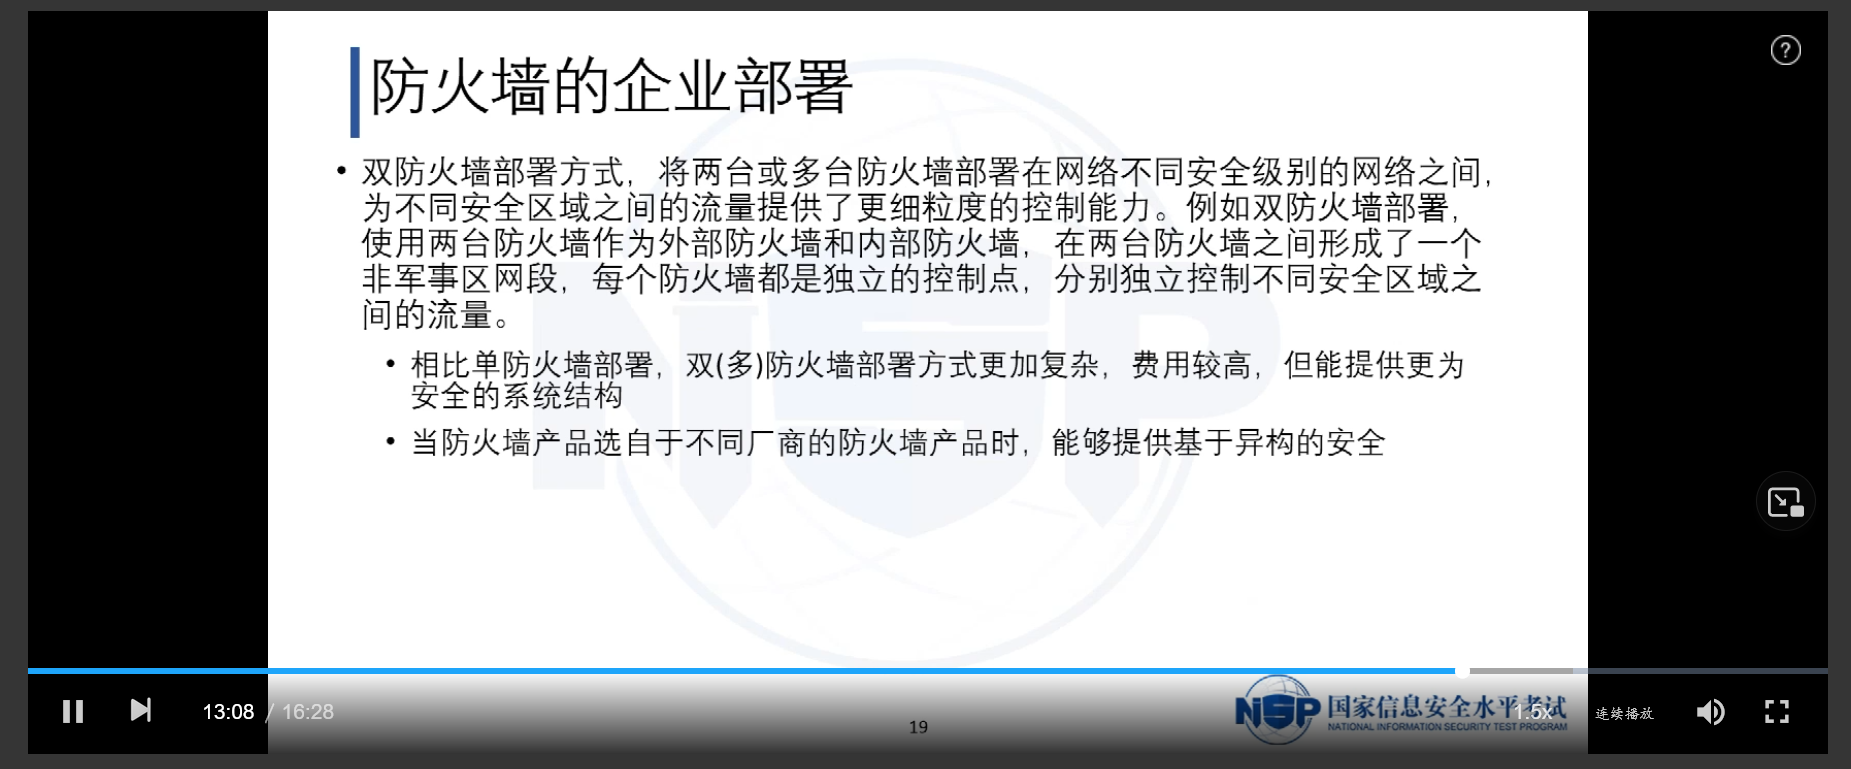 防火墙的企业部署
• 双防火墙部署方式，将两台或多台防火墙部署在网络不同安全级别的网络之间，
为不同安全区域之间的流量提供了更细粒度的控制能力。例如双防火墙部署，
使用两台防火墙作为外部防火墙和内部防火墙，在两台防火墙之间形成了一个
非军事区网段，每个防火墙都是独立的控制点，分别独立控制不同安全区域之
间的流量。
• 相比单防火墙部署，双(多)防火墙部署方式更加复杂，费用较高，但能提供更为
安全的系统结构
• 当防火墙产品选自于不同厂商的防火墙产品时，能够提供基于异构的安全
NISP
?
13:08 / 16:28
19
NISP 国家信息安全水平考试
NATIONAL INFORMATION SECURITY TEST PROGRAM
1.5x
连续播放